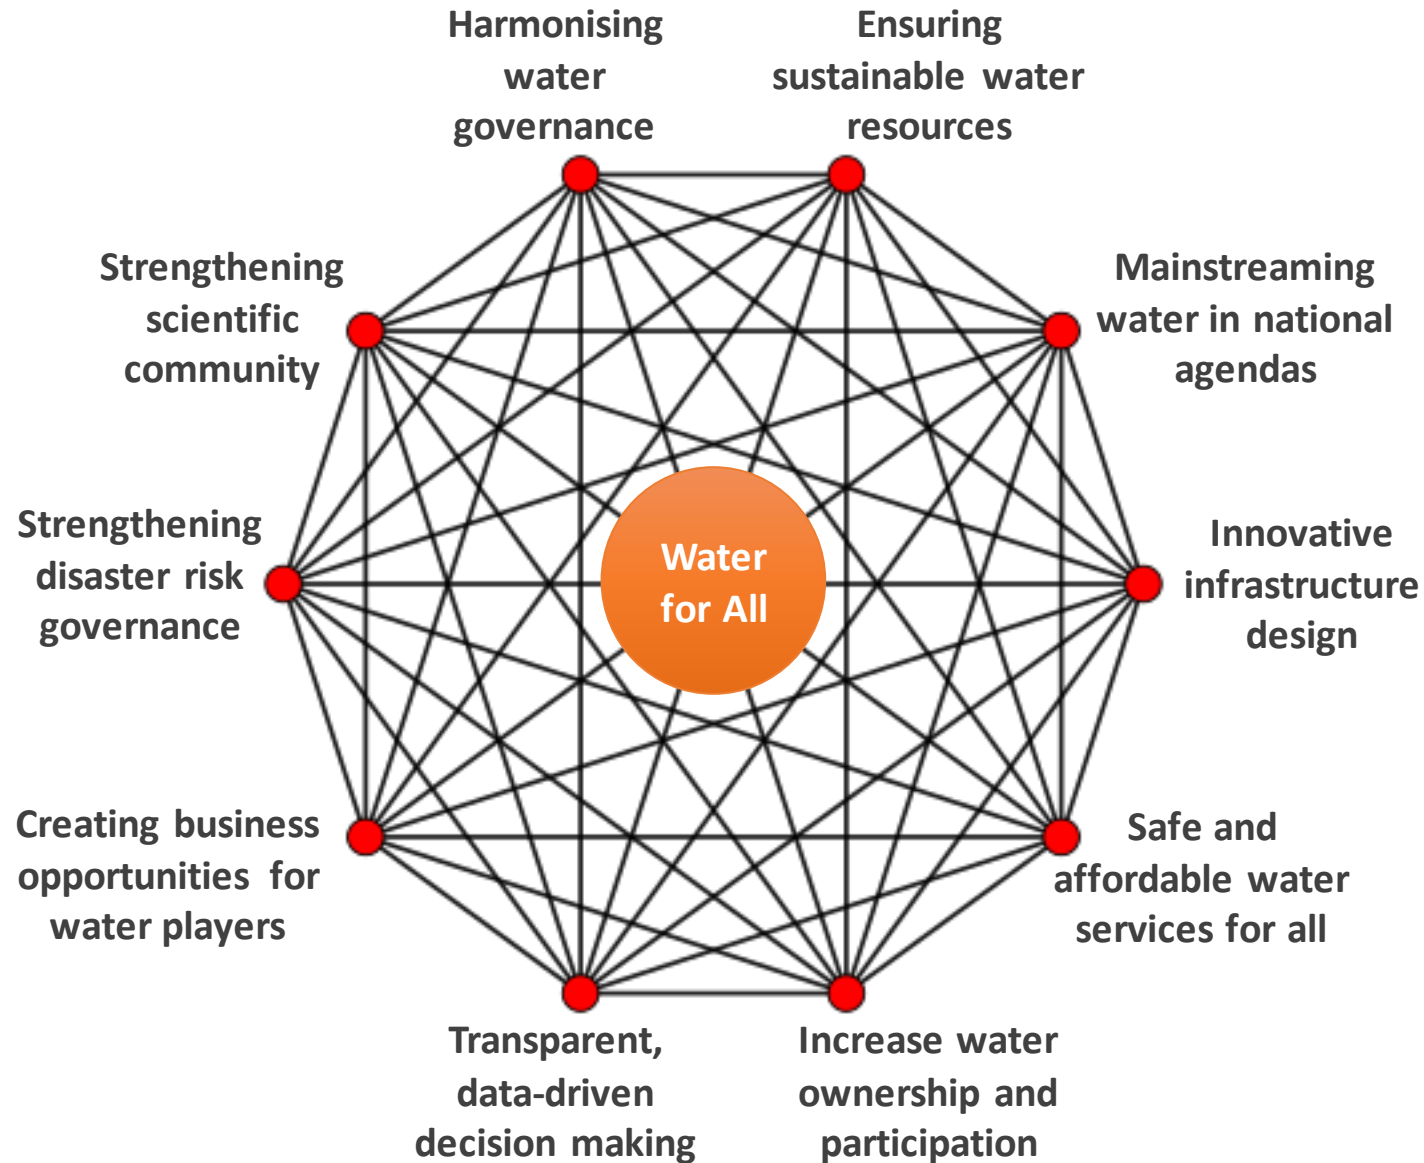 Harmonising
water
governance
Ensuring
sustainable water
resources
Strengthening
scientific
community
Mainstreaming
water in national
agendas
Strengthening
disaster risk
governance
Water
for All
Innovative
infrastructure
design
Creating business
opportunities for
water players
Safe and
affordable water
services for all
Transparent,
data-driven
decision making
Increase water
ownership and
participation